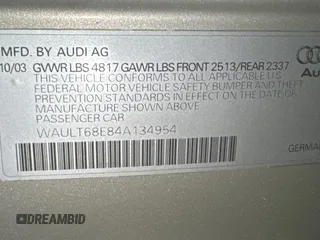 MFD. BY AUDI AG
10/03 GVWR LBS 4817 GAWR LBS FRONT 2513/REAR 2337
THIS VEHICLE CONFORMS TO ALL APPLICABLE U.S.
FEDERAL MOTOR VEHICLE SAFETY BUMPER AND THEFT
PREVENTION STANDARDS IN EFFECT ON THE DATE
OF MANUFACTURE SHOWN ABOVE.
PASSENGER CAR
WAULT68E84A134954
GERMAN
DREAMBID